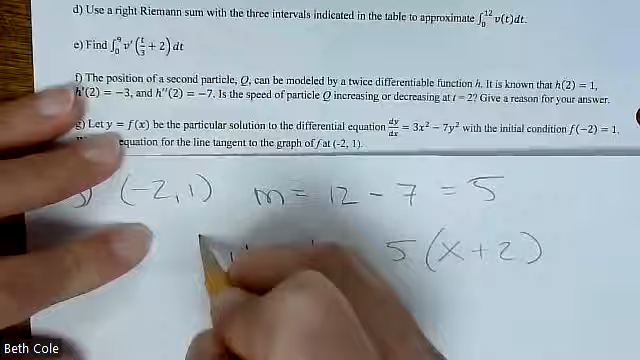 d) Use a right Riemann sum with the three intervals indicated in the table to approximate ∫₀¹² v(t)dt.
e) Find ∫₀⁹ v′(t/3 + 2) dt
f) The position of a second particle, Q, can be modeled by a twice differentiable function h. It is known that h(2) = 1,
h′(2) = −3, and h″(2) = −7. Is the speed of particle Q increasing or decreasing at t = 2? Give a reason for your answer.
g) Let y = f(x) be the particular solution to the differential equation dy/dx = 3x² − 7y² with the initial condition f(−2) = 1.
equation for the line tangent to the graph of f at (-2, 1).
(-2,1) m = 12 - 7 = 5
5(x+2)
Beth Cole